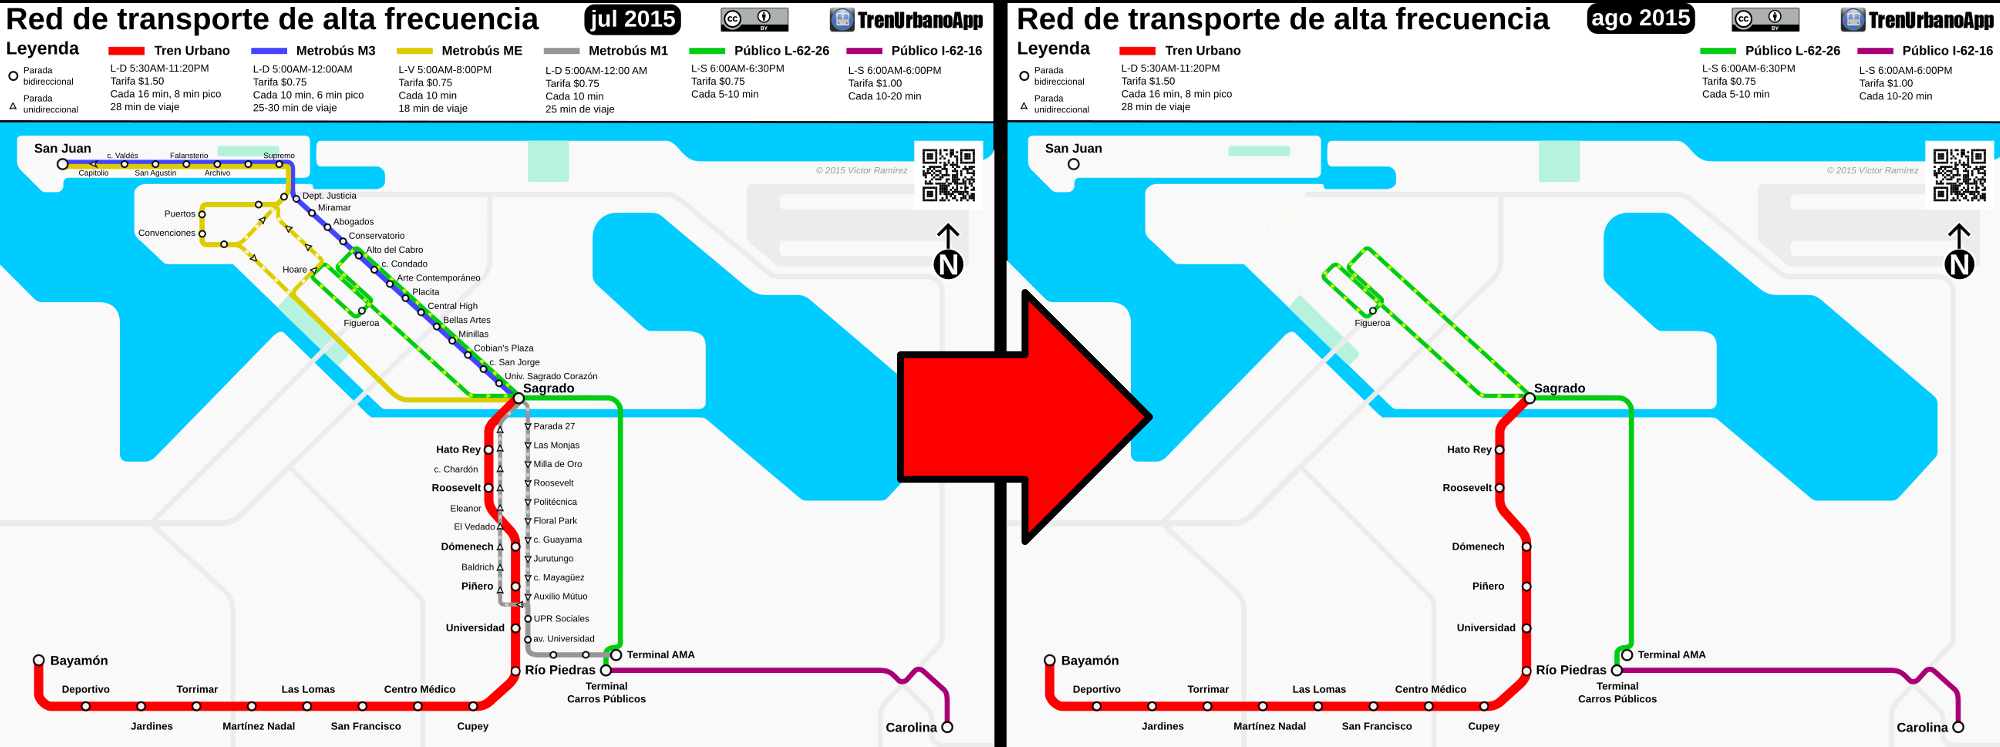 Red de transporte de alta frecuencia
jul 2015
cc BY
TrenUrbanoApp
Leyenda
Parada
bidireccional
Parada
unidireccional
Tren Urbano
L-D 5:30AM-11:20PM
Tarifa $1.50
Cada 16 min, 8 min pico
28 min de viaje
Metrobús M3
L-D 5:00AM-12:00AM
Tarifa $0.75
Cada 10 min, 6 min pico
25-30 min de viaje
Metrobús ME
L-V 5:00AM-8:00PM
Tarifa $0.75
Cada 10 min
18 min de viaje
Metrobús M1
L-D 5:00AM-12:00 AM
Tarifa $0.75
Cada 10 min
25 min de viaje
Público L-62-26
L-S 6:00AM-6:30PM
Tarifa $0.75
Cada 5-10 min
Público I-62-16
L-S 6:00AM-6:00PM
Tarifa $1.00
Cada 10-20 min
San Juan
c. Valdés
Falansterio
Supremo
Capitolio
San Agustín
Archivo
© 2015 Víctor Ramírez
N
Dept. Justicia
Miramar
Puertos
Abogados
Convenciones
Conservatorio
Alto del Cabro
c. Condado
Hoare
Arte Contemporáneo
Placita
Central High
Figueroa
Bellas Artes
Minillas
Cobian's Plaza
c. San Jorge
Univ. Sagrado Corazón
Sagrado
Parada 27
Hato Rey
Las Monjas
c. Chardón
Milla de Oro
Roosevelt
Roosevelt
Politécnica
Eleanor
Floral Park
El Vedado
c. Guayama
Dómenech
Jurutungo
Baldrich
c. Mayagüez
Piñero
Auxilio Mútuo
UPR Sociales
Universidad
av. Universidad
Terminal AMA
Río Piedras
Terminal
Carros Públicos
Bayamón
Deportivo
Torrimar
Las Lomas
Centro Médico
Jardines
Martínez Nadal
San Francisco
Cupey
Carolina
Red de transporte de alta frecuencia
ago 2015
cc BY
TrenUrbanoApp
Leyenda
Parada
bidireccional
Parada
unidireccional
Tren Urbano
L-D 5:30AM-11:20PM
Tarifa $1.50
Cada 16 min, 8 min pico
28 min de viaje
Público L-62-26
L-S 6:00AM-6:30PM
Tarifa $0.75
Cada 5-10 min
Público I-62-16
L-S 6:00AM-6:00PM
Tarifa $1.00
Cada 10-20 min
San Juan
© 2015 Víctor Ramírez
N
Figueroa
Sagrado
Hato Rey
Roosevelt
Dómenech
Piñero
Universidad
Terminal AMA
Río Piedras
Terminal
Carros Públicos
Bayamón
Deportivo
Torrimar
Las Lomas
Centro Médico
Jardines
Martínez Nadal
San Francisco
Cupey
Carolina